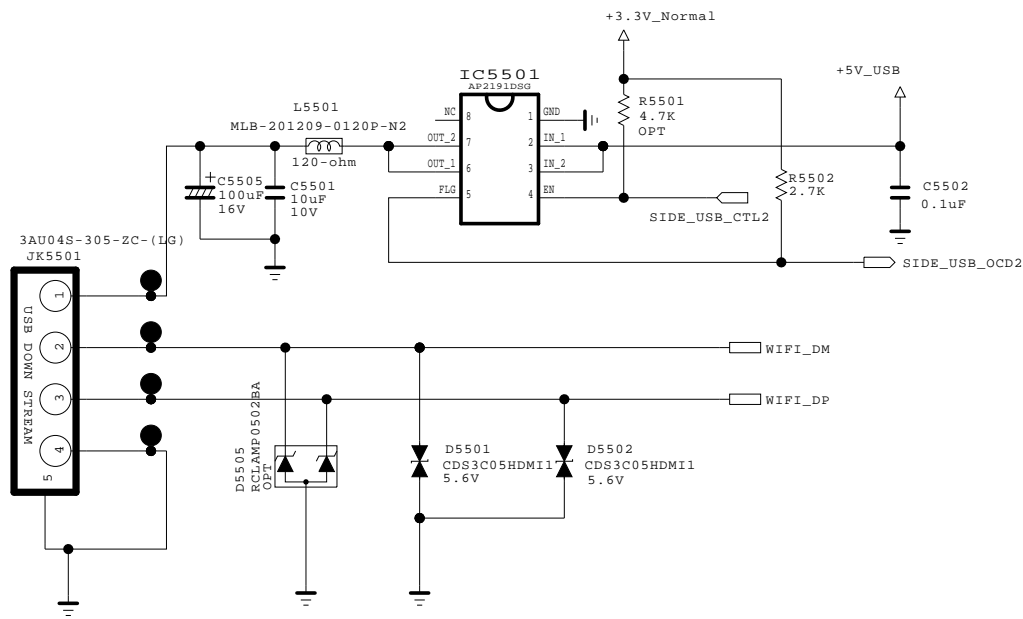 +3.3V_Normal
+5V_USB
IC5501
AP2191DSG
L5501
MLB-201209-0120P-N2
120-ohm
NC
8
1
GND
OUT_2
7
2
IN_1
OUT_1
6
3
IN_2
FLG
5
4
EN
R5501
4.7K
OPT
R5502
2.7K
C5502
0.1uF
+
C5505
100uF
16V
C5501
10uF
10V
SIDE_USB_CTL2
SIDE_USB_OCD2
3AU04S-305-ZC-(LG)
JK5501
USB DOWN STREAM
1
2
3
4
5
WIFI_DM
WIFI_DP
D5505
RCLAMP0502BA
OPT
D5501
CDS3C05HDMI1
5.6V
D5502
CDS3C05HDMI1
5.6V